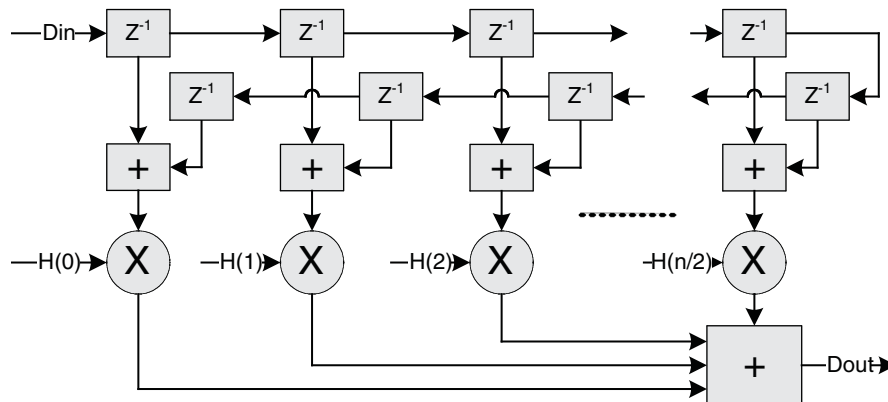 Din Z⁻¹ Z⁻¹ Z⁻¹ Z⁻¹
Z⁻¹ Z⁻¹ Z⁻¹ Z⁻¹
+ + + +
H(0) X H(1) X H(2) X H(n/2) X
+ Dout